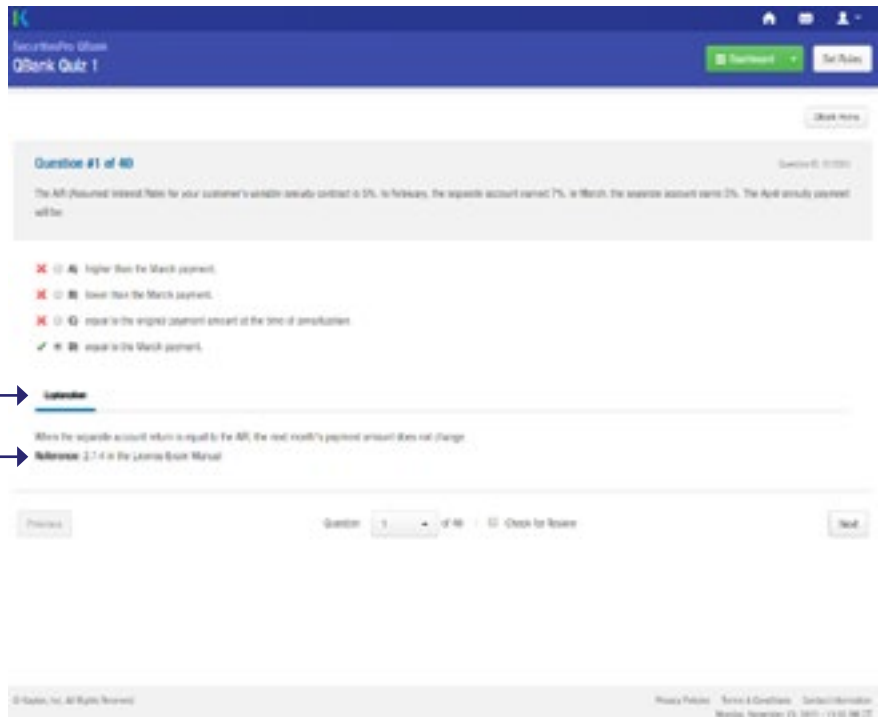 K
SecuritiesPro QBank
QBank Quiz 1
Dashboard
Set Rules
Question #1 of 40
Question ID:
The AIR (Assumed Interest Rate) for your customer's variable annuity contract is 5%. In February, the separate account earned 7%. In March, the separate account earns 5%. The April annuity payment
will be:
A) higher than the March payment.
B) lower than the March payment.
C) equal to the original payment amount at the time of annuitization.
D) equal to the March payment.
Explanation
When the separate account return is equal to the AIR, the next month's payment amount does not change.
Reference: 2.7.4 in the License Exam Manual
Previous
Question 1 of 40 Check for Review
Next
© Kaplan, Inc. All Rights Reserved.
Privacy Policies Terms & Conditions Contact Information
Monday, November